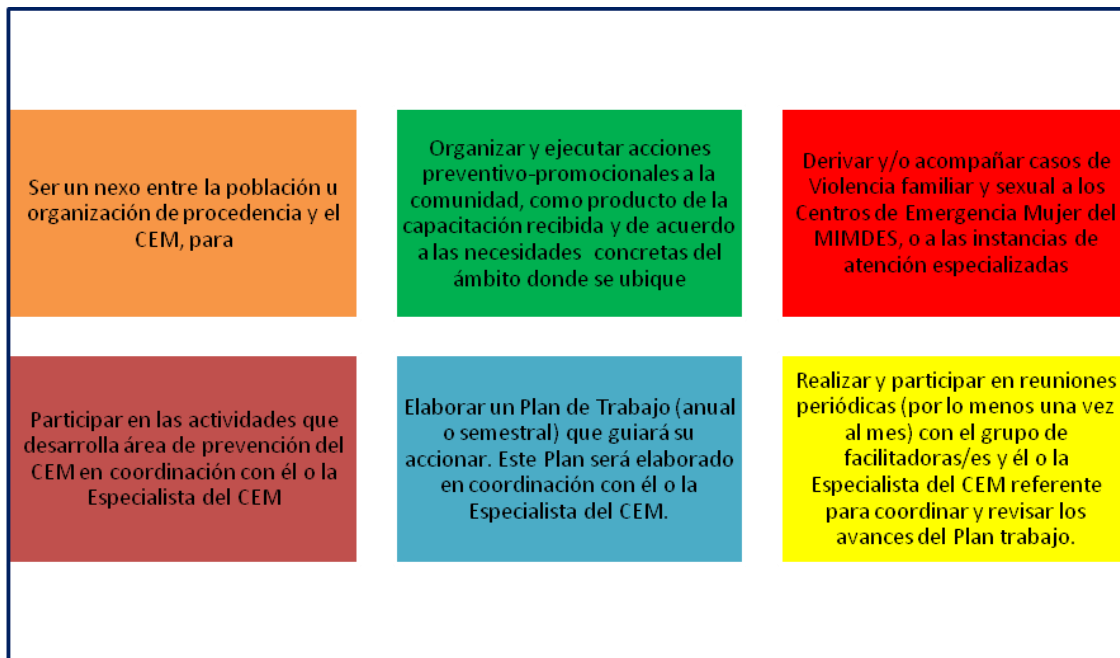 Ser un nexo entre la población u
organización de procedencia y el
CEM, para
Organizar y ejecutar acciones
preventivo-promocionales a la
comunidad, como producto de la
capacitación recibida y de acuerdo
a las necesidades concretas del
ámbito donde se ubique
Derivar y/o acompañar casos de
Violencia familiar y sexual a los
Centros de Emergencia Mujer del
MIMDES, o a las instancias de
atención especializadas
Participar en las actividades que
desarrolla área de prevención del
CEM en coordinación con él o la
Especialista del CEM
Elaborar un Plan de Trabajo (anual
o semestral) que guiará su
accionar. Este Plan será elaborado
en coordinación con él o la
Especialista del CEM.
Realizar y participar en reuniones
periódicas (por lo menos una vez
al mes) con el grupo de
facilitadoras/es y él o la
Especialista del CEM referente
para coordinar y revisar los
avances del Plan trabajo.